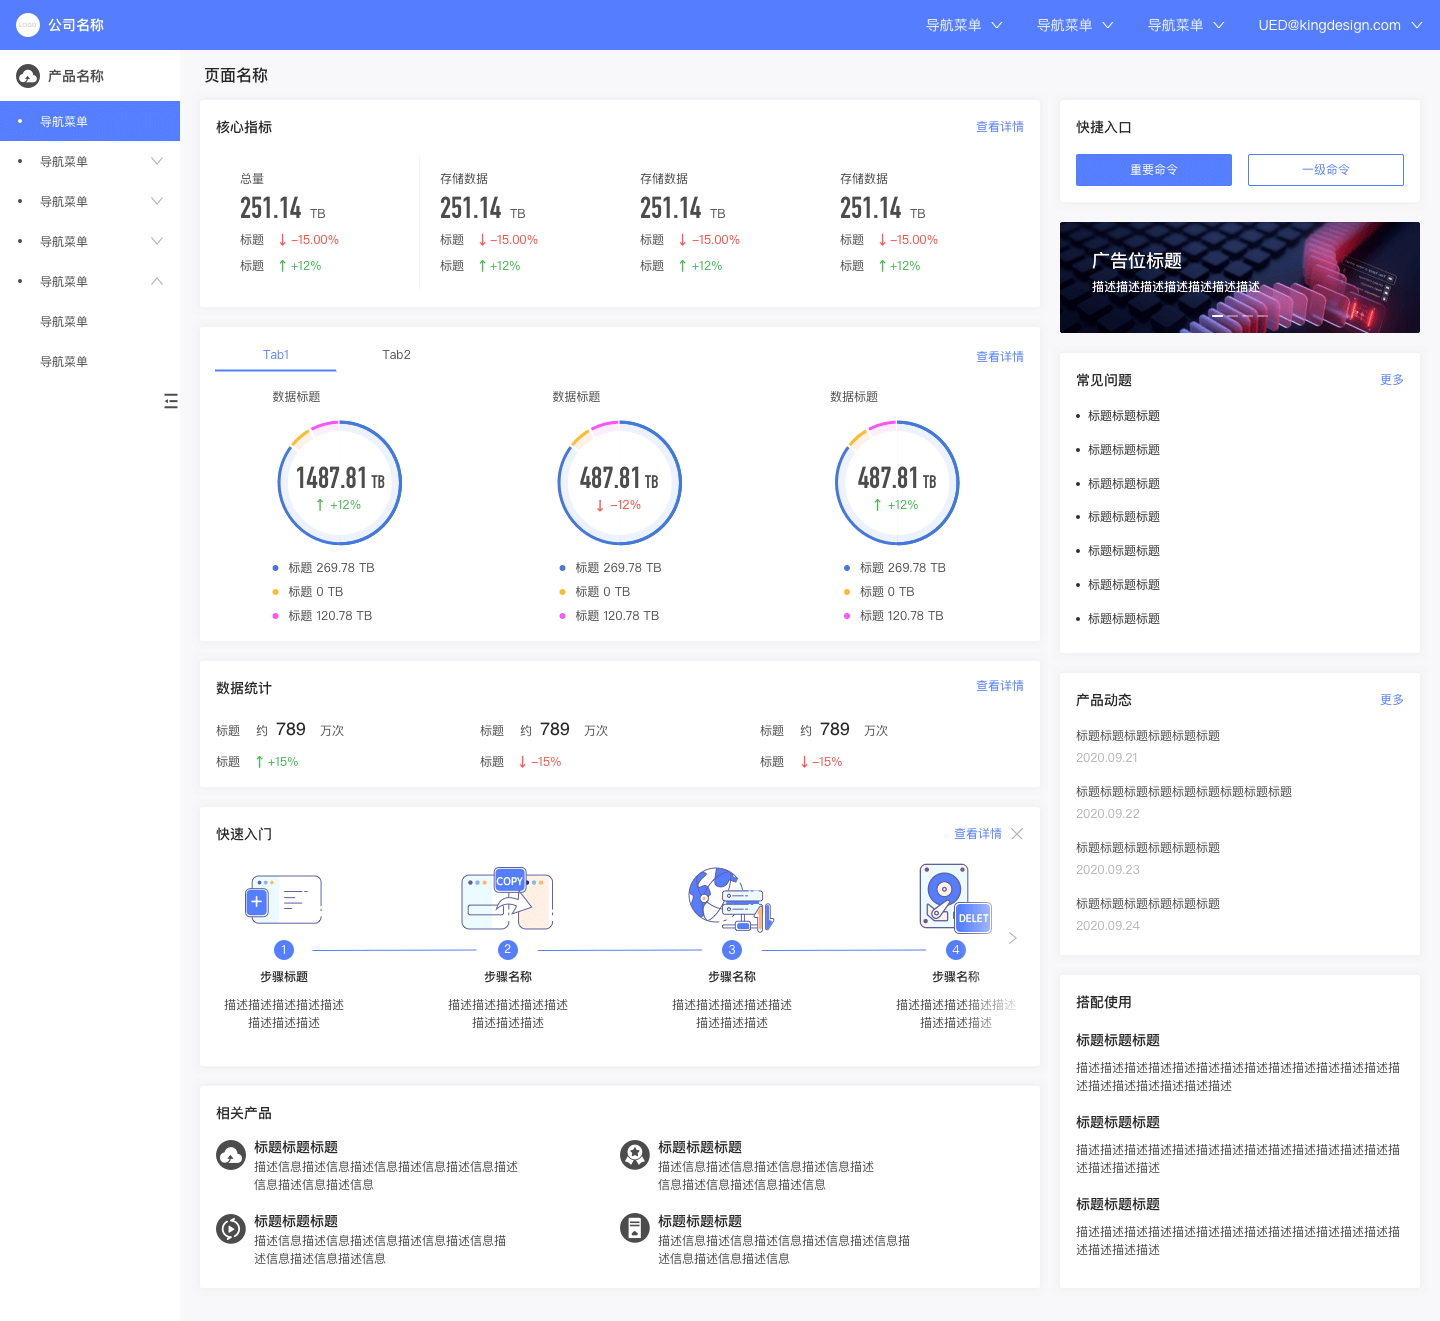 LOGO 公司名称
导航菜单 导航菜单 导航菜单 UED@kingdesign.com
产品名称
导航菜单
导航菜单
导航菜单
导航菜单
导航菜单
导航菜单
导航菜单
页面名称
核心指标 查看详情
总量 存储数据 存储数据 存储数据
251.14 TB 251.14 TB 251.14 TB 251.14 TB
标题 ↓ -15.00% 标题 ↓ -15.00% 标题 ↓ -15.00% 标题 ↓ -15.00%
标题 ↑ +12% 标题 ↑ +12% 标题 ↑ +12% 标题 ↑ +12%
Tab1 Tab2 查看详情
数据标题 数据标题 数据标题
1487.81 TB 487.81 TB 487.81 TB
↑ +12% ↓ -12% ↑ +12%
标题 269.78 TB 标题 269.78 TB 标题 269.78 TB
标题 0 TB 标题 0 TB 标题 0 TB
标题 120.78 TB 标题 120.78 TB 标题 120.78 TB
数据统计 查看详情
标题 约 789 万次 标题 约 789 万次 标题 约 789 万次
标题 ↑ +15% 标题 ↓ -15% 标题 ↓ -15%
快速入门 查看详情
COPY DELET
1 2 3 4
步骤标题 步骤名称 步骤名称 步骤名称
描述描述描述描述描述 描述描述描述描述描述 描述描述描述描述描述 描述描述描述描述描述
描述描述描述 描述描述描述 描述描述描述 描述描述描述
相关产品
标题标题标题 标题标题标题
描述信息描述信息描述信息描述信息描述信息描述 描述信息描述信息描述信息描述信息描述
信息描述信息描述信息 信息描述信息描述信息描述信息
标题标题标题 标题标题标题
描述信息描述信息描述信息描述信息描述信息描 描述信息描述信息描述信息描述信息描述信息描
述信息描述信息描述信息 述信息描述信息描述信息
快捷入口
重要命令 一级命令
广告位标题
描述描述描述描述描述描述描述
常见问题 更多
标题标题标题
标题标题标题
标题标题标题
标题标题标题
标题标题标题
标题标题标题
标题标题标题
产品动态 更多
标题标题标题标题标题标题
2020.09.21
标题标题标题标题标题标题标题标题标题
2020.09.22
标题标题标题标题标题标题
2020.09.23
标题标题标题标题标题标题
2020.09.24
搭配使用
标题标题标题
描述描述描述描述描述描述描述描述描述描述描述描述描述描
述描述描述描述描述描述描述
标题标题标题
描述描述描述描述描述描述描述描述描述描述描述描述描述描
述描述描述描述
标题标题标题
描述描述描述描述描述描述描述描述描述描述描述描述描述描
述描述描述描述